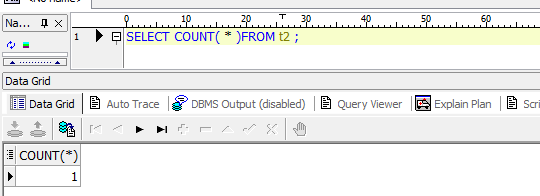 <No name>
Na...
0 10 20 30 40 50 60
1 SELECT COUNT( * )FROM t2 ;
Data Grid
Data Grid Auto Trace DBMS Output (disabled) Query Viewer Explain Plan Scri
COUNT(*)
1